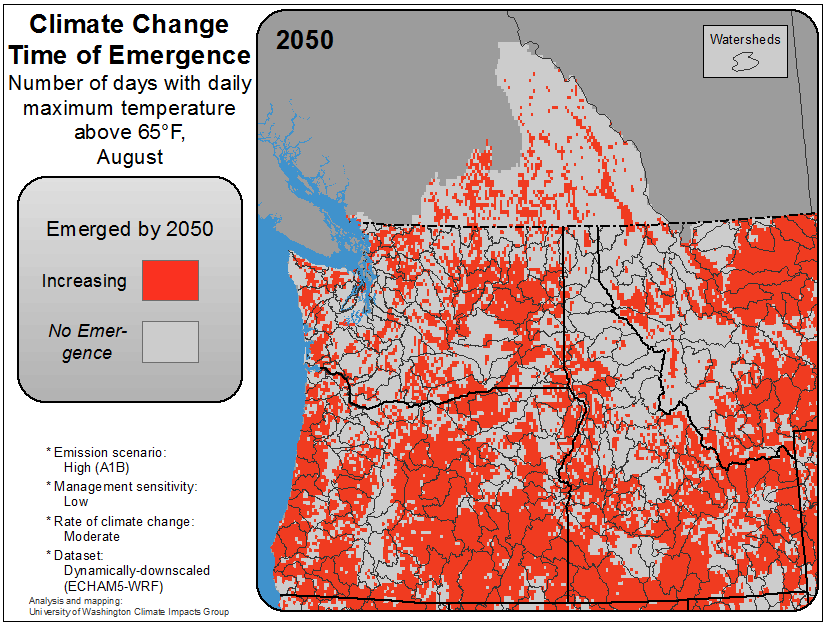 Climate Change
Time of Emergence
Number of days with daily
maximum temperature
above 65°F,
August
Emerged by 2050
Increasing
No Emer-
gence
* Emission scenario:
High (A1B)
* Management sensitivity:
Low
* Rate of climate change:
Moderate
* Dataset:
Dynamically-downscaled
(ECHAM5-WRF)
Analysis and mapping:
University of Washington Climate Impacts Group
2050
Watersheds